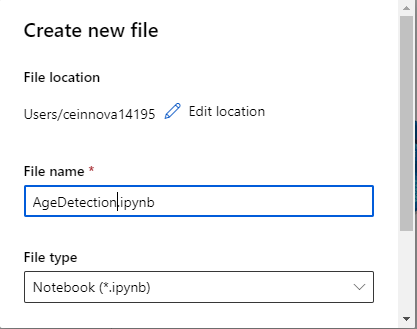 Create new file
File location
Users/ceinnova14195 Edit location
File name *
AgeDetection.ipynb
File type
Notebook (*.ipynb)